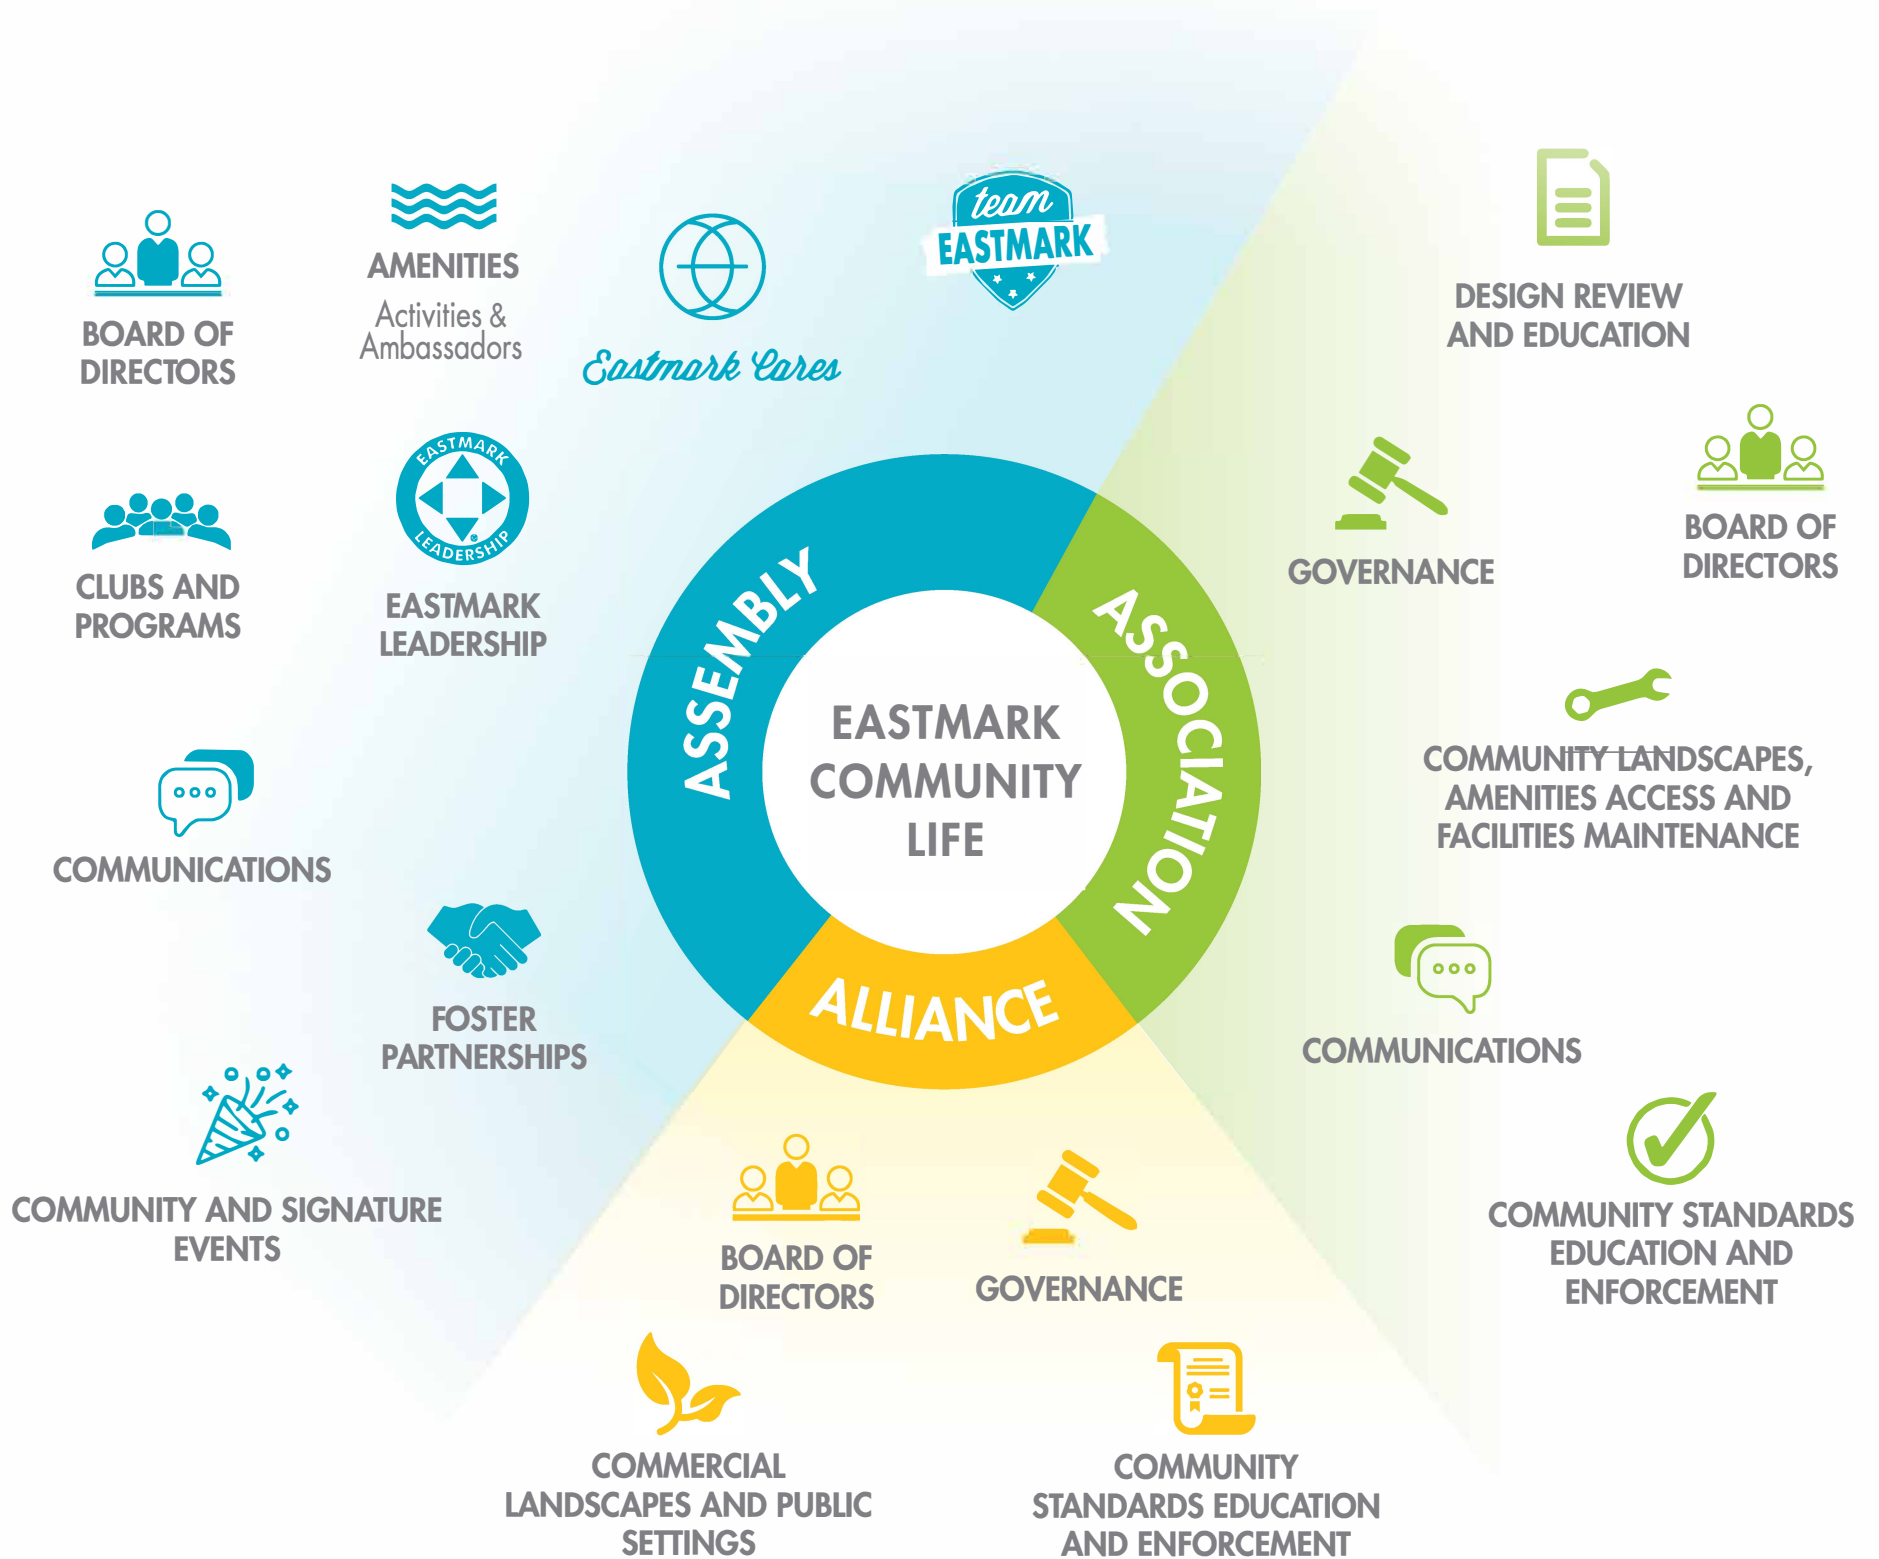 BOARD OF
DIRECTORS
AMENITIES
Activities &
Ambassadors
Eastmark Cares
team
EASTMARK
CLUBS AND
PROGRAMS
EASTMARK
LEADERSHIP
EASTMARK
LEADERSHIP
COMMUNICATIONS
FOSTER
PARTNERSHIPS
COMMUNITY AND SIGNATURE
EVENTS
ASSEMBLY
ASSOCIATION
ALLIANCE
EASTMARK
COMMUNITY
LIFE
DESIGN REVIEW
AND EDUCATION
GOVERNANCE
BOARD OF
DIRECTORS
COMMUNITY LANDSCAPES,
AMENITIES ACCESS AND
FACILITIES MAINTENANCE
COMMUNICATIONS
COMMUNITY STANDARDS
EDUCATION AND
ENFORCEMENT
BOARD OF
DIRECTORS
GOVERNANCE
COMMERCIAL
LANDSCAPES AND PUBLIC
SETTINGS
COMMUNITY
STANDARDS EDUCATION
AND ENFORCEMENT